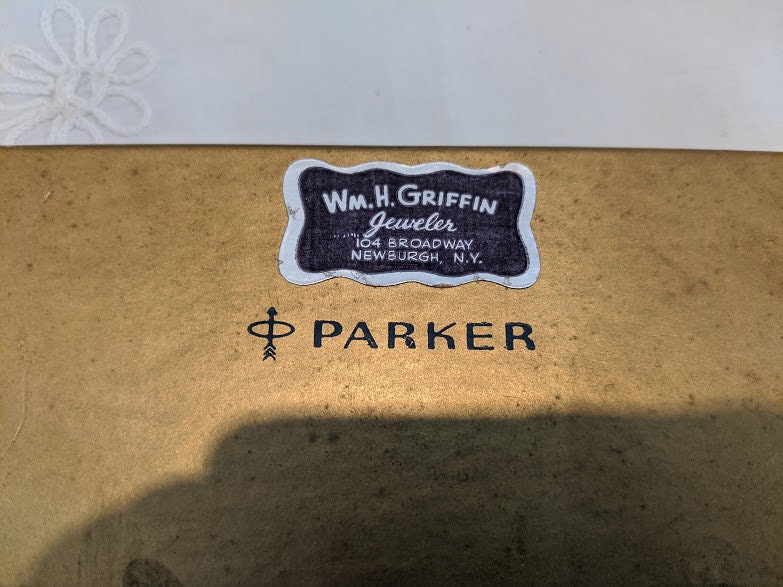 WM. H. GRIFFIN
Jeweler
104 BROADWAY
NEWBURGH, N.Y.
PARKER